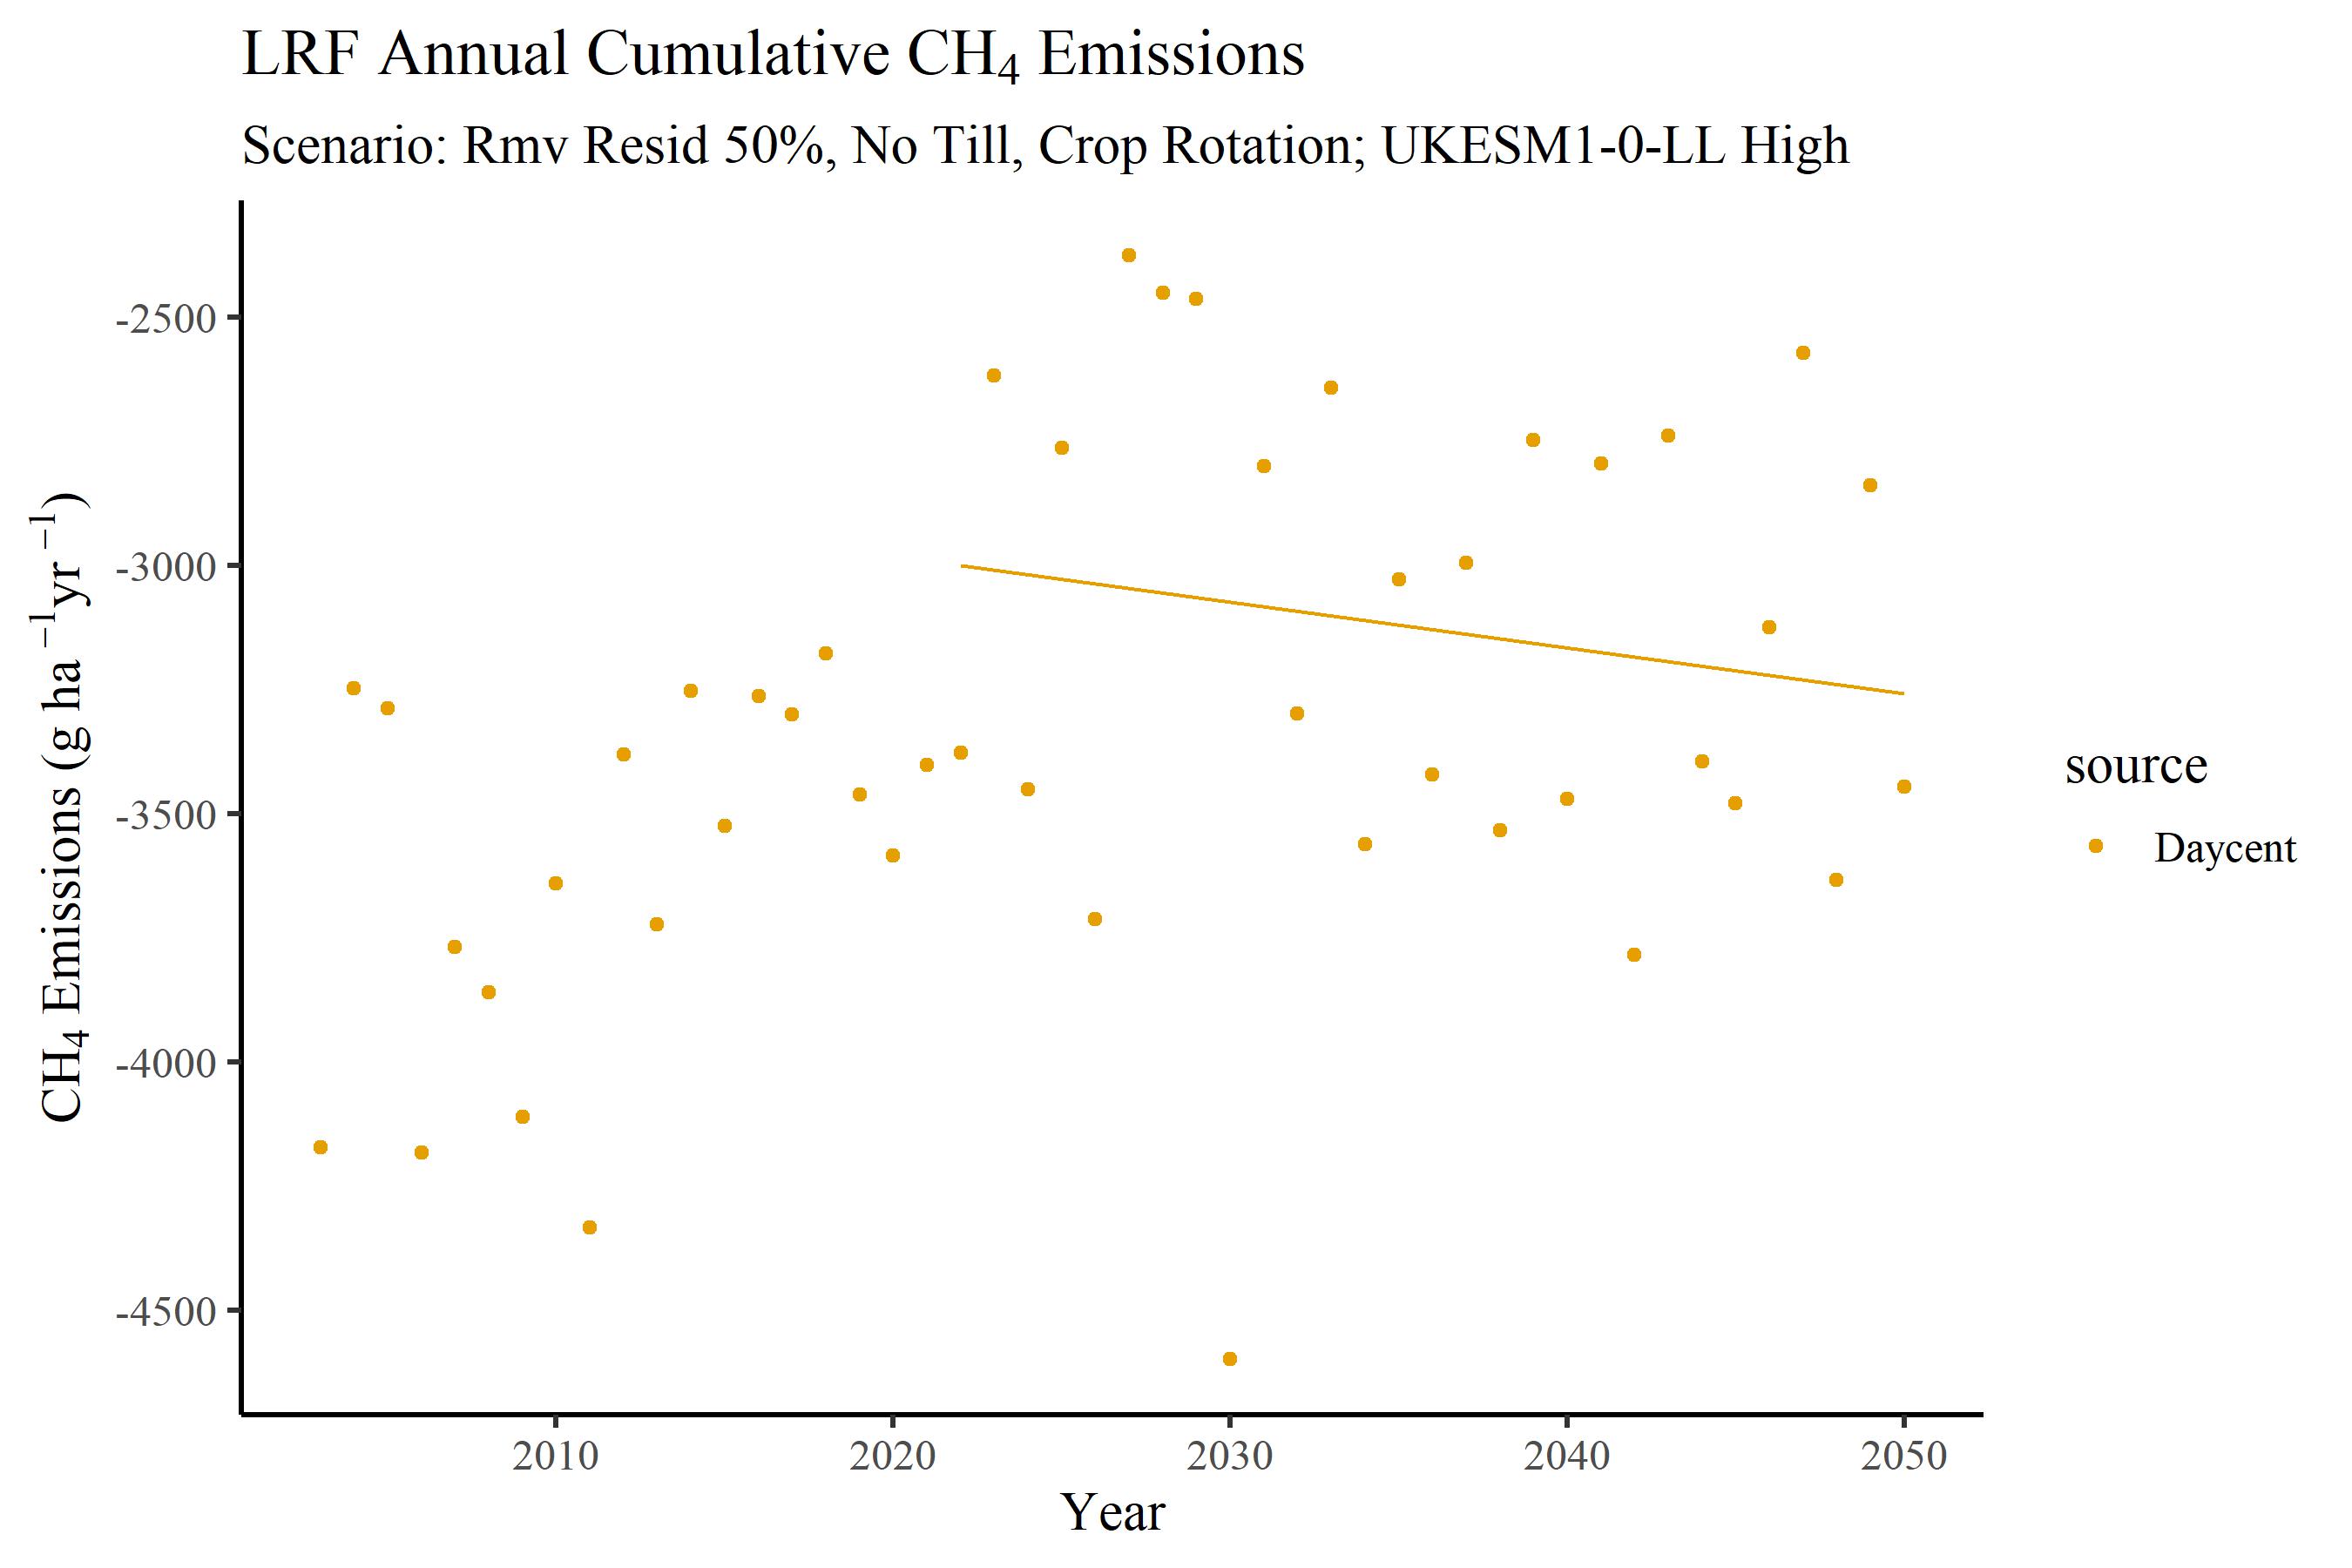 LRF Annual Cumulative CH₄ Emissions
Scenario: Rmv Resid 50%, No Till, Crop Rotation; UKESM1-0-LL High
CH₄ Emissions (g ha⁻¹yr⁻¹)
-2500
-3000
-3500
-4000
-4500
2010 2020 2030 2040 2050
Year
source
Daycent